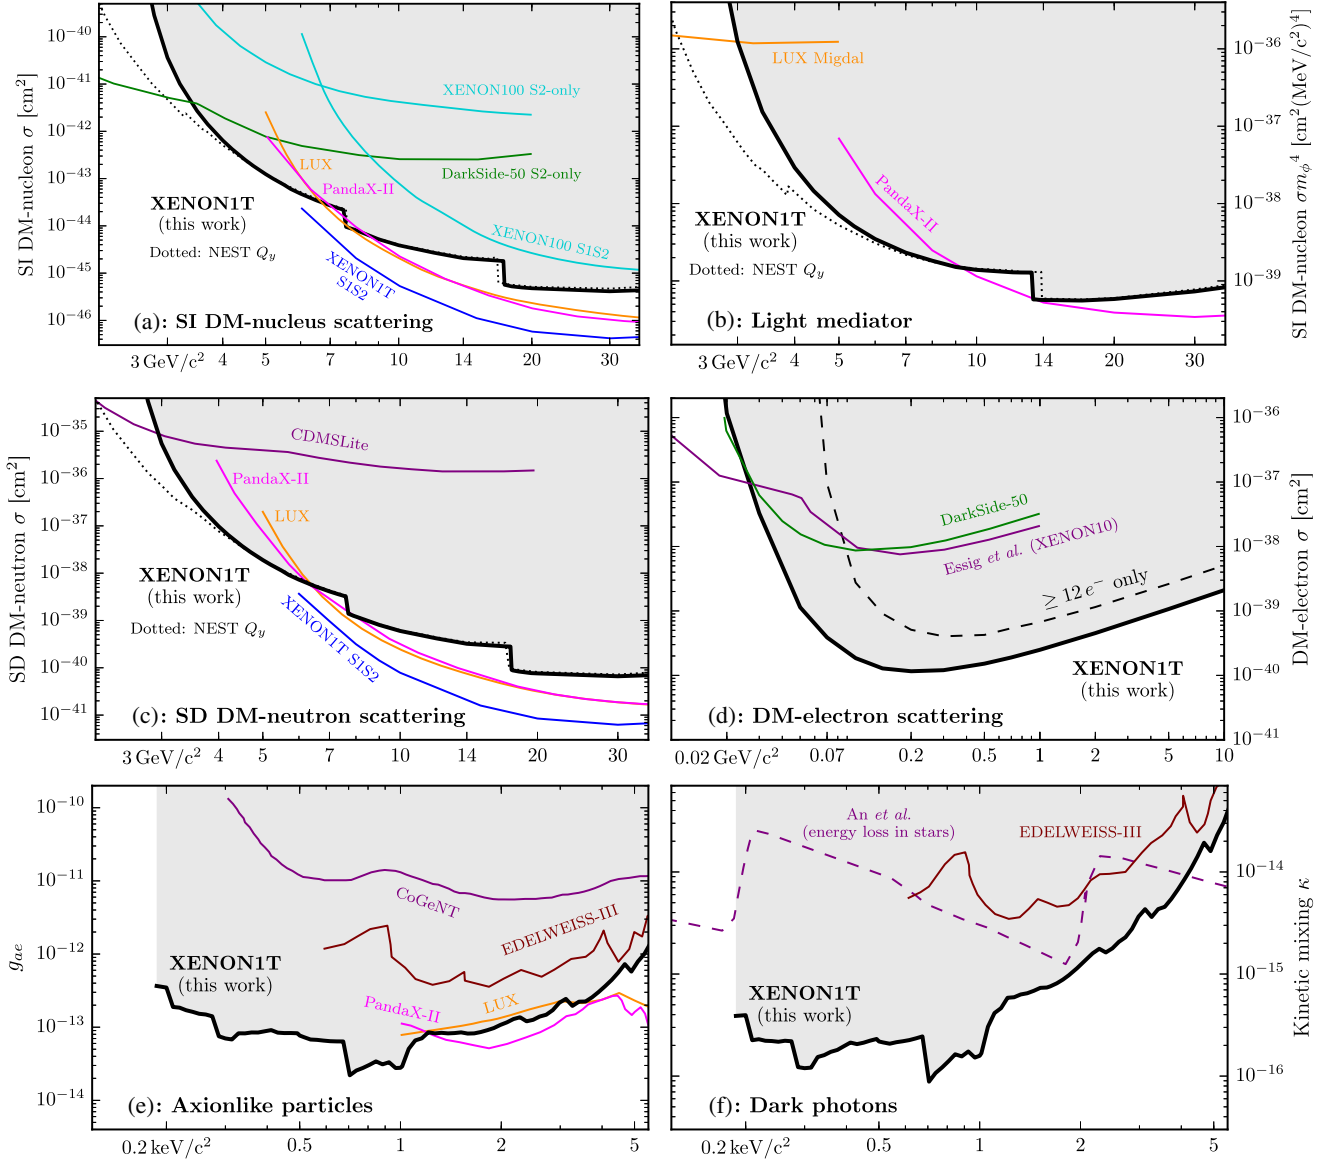 10⁻⁴⁰
10⁻⁴¹
10⁻⁴²
10⁻⁴³
10⁻⁴⁴
10⁻⁴⁵
10⁻⁴⁶
SI DM-nucleon σ [cm²]
XENON100 S2-only
LUX
DarkSide-50 S2-only
PandaX-II
XENON1T
(this work)
Dotted: NEST Q_y
XENON100 S1S2
XENON1T
S1S2
(a): SI DM-nucleus scattering
3 GeV/c² 4 5 7 10 14 20 30
LUX Migdal
PandaX-II
XENON1T
(this work)
Dotted: NEST Q_y
(b): Light mediator
3 GeV/c² 4 5 7 10 14 20 30
10⁻³⁶
10⁻³⁷
10⁻³⁸
10⁻³⁹
SI DM-nucleon σm_ϕ⁴ [cm²(MeV/c²)⁴]
10⁻³⁵
10⁻³⁶
10⁻³⁷
10⁻³⁸
10⁻³⁹
10⁻⁴⁰
10⁻⁴¹
SD DM-neutron σ [cm²]
CDMSLite
PandaX-II
LUX
XENON1T
(this work)
Dotted: NEST Q_y
XENON1T S1S2
(c): SD DM-neutron scattering
3 GeV/c² 4 5 7 10 14 20 30
DarkSide-50
Essig et al. (XENON10)
≥ 12 e⁻ only
XENON1T
(this work)
(d): DM-electron scattering
0.02 GeV/c² 0.07 0.2 0.5 1 2 5 10
10⁻³⁶
10⁻³⁷
10⁻³⁸
10⁻³⁹
10⁻⁴⁰
10⁻⁴¹
DM-electron σ [cm²]
10⁻¹⁰
10⁻¹¹
10⁻¹²
10⁻¹³
10⁻¹⁴
g_ae
CoGeNT
EDELWEISS-III
XENON1T
(this work)
PandaX-II
LUX
(e): Axionlike particles
0.2 keV/c² 0.5 1 2 5
An et al.
(energy loss in stars)
EDELWEISS-III
XENON1T
(this work)
(f): Dark photons
0.2 keV/c² 0.5 1 2 5
10⁻¹⁴
10⁻¹⁵
10⁻¹⁶
Kinetic mixing κ